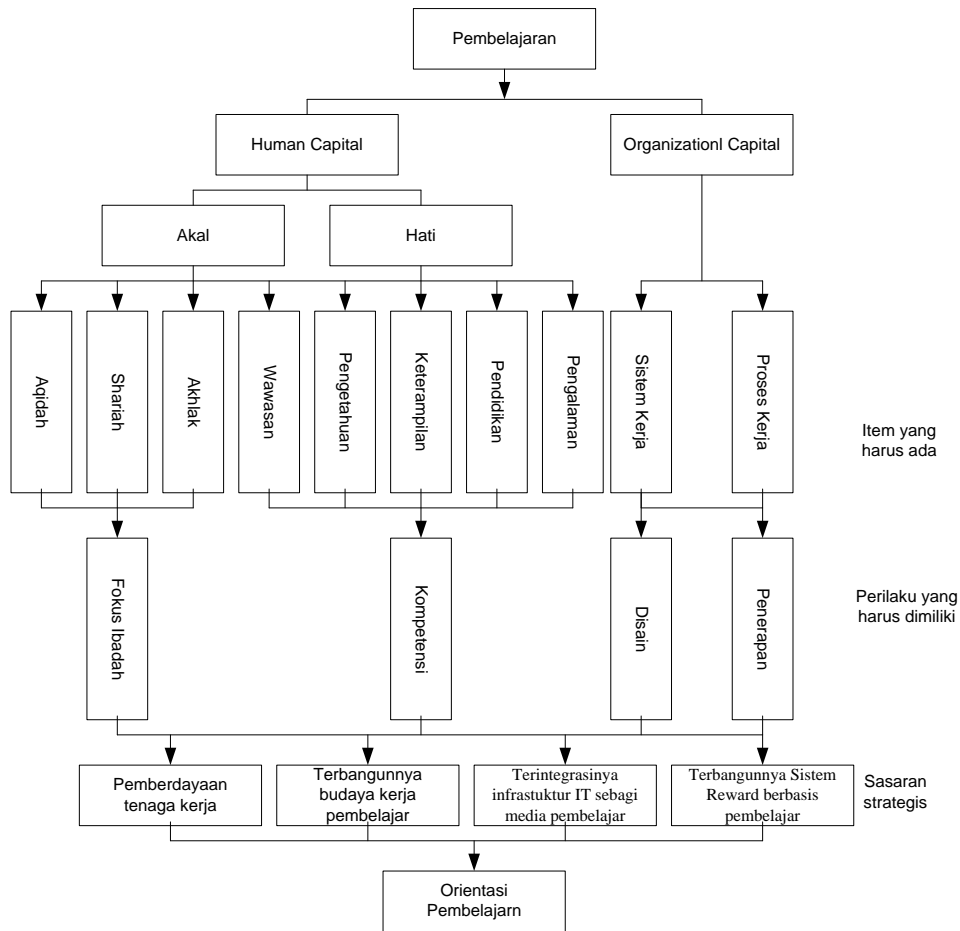 Pembelajaran
Human Capital
Organizationl Capital
Akal
Hati
Aqidah
Shariah
Akhlak
Wawasan
Pengetahuan
Keterampilan
Pendidikan
Pengalaman
Sistem Kerja
Proses Kerja
Item yang
harus ada
Fokus Ibadah
Kompetensi
Disain
Penerapan
Perilaku yang
harus dimiliki
Pemberdayaan
tenaga kerja
Terbangunnya
budaya kerja
pembelajar
Terintegrasinya
infrastuktur IT sebagi
media pembelajar
Terbangunnya Sistem
Reward berbasis
pembelajar
Sasaran
strategis
Orientasi
Pembelajarn